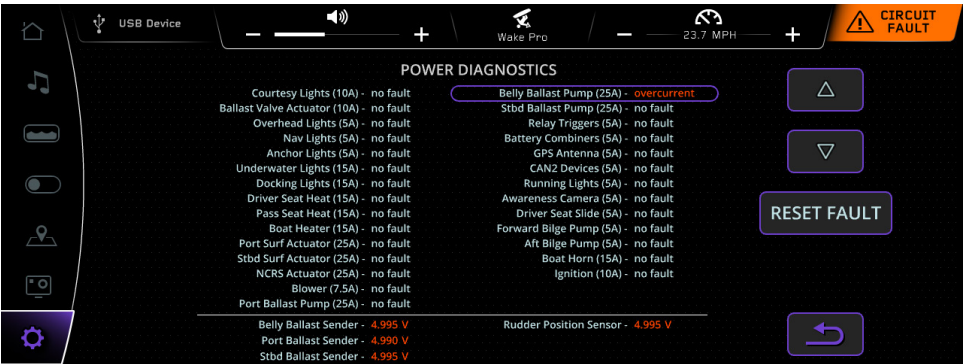 USB Device
Wake Pro
23.7 MPH
CIRCUIT
FAULT
POWER DIAGNOSTICS
Courtesy Lights (10A) - no fault
Ballast Valve Actuator (10A) - no fault
Overhead Lights (5A) - no fault
Nav Lights (5A) - no fault
Anchor Lights (5A) - no fault
Underwater Lights (15A) - no fault
Docking Lights (15A) - no fault
Driver Seat Heat (15A) - no fault
Pass Seat Heat (15A) - no fault
Boat Heater (15A) - no fault
Port Surf Actuator (25A) - no fault
Stbd Surf Actuator (25A) - no fault
NCRS Actuator (25A) - no fault
Blower (7.5A) - no fault
Port Ballast Pump (25A) - no fault
Belly Ballast Pump (25A) - overcurrent
Stbd Ballast Pump (25A) - no fault
Relay Triggers (5A) - no fault
Battery Combiners (5A) - no fault
GPS Antenna (5A) - no fault
CAN2 Devices (5A) - no fault
Running Lights (5A) - no fault
Awareness Camera (5A) - no fault
Driver Seat Slide (5A) - no fault
Forward Bilge Pump (5A) - no fault
Aft Bilge Pump (5A) - no fault
Boat Horn (15A) - no fault
Ignition (10A) - no fault
Belly Ballast Sender - 4.995 V
Port Ballast Sender - 4.990 V
Stbd Ballast Sender - 4.995 V
Rudder Position Sensor - 4.995 V
RESET FAULT